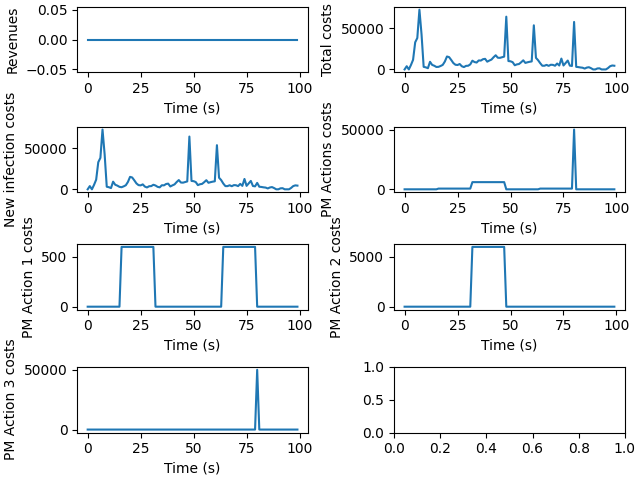 Revenues
0.05
0.00
−0.05
0 25 50 75 100
Time (s)
Total costs
50000
0
0 25 50 75 100
Time (s)
New infection costs
50000
0
0 25 50 75 100
Time (s)
PM Actions costs
50000
0
0 25 50 75 100
Time (s)
PM Action 1 costs
500
0
0 25 50 75 100
Time (s)
PM Action 2 costs
5000
0
0 25 50 75 100
Time (s)
PM Action 3 costs
50000
0
0 25 50 75 100
Time (s)
1.0
0.5
0.0
0.0 0.2 0.4 0.6 0.8 1.0